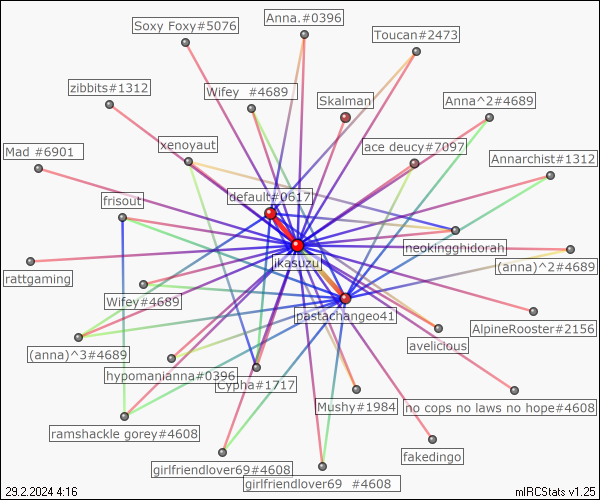 Soxy Foxy#5076
Anna.#0396
Toucan#2473
zibbits#1312
Wifey  #4689
Skalman
Anna^2#4689
xenoyaut
ace deucy#7097
Mad #6901
Annarchist#1312
frisout
default#0617
neokingghidorah
jkasuzu
(anna)^2#4689
rattgaming
Wifey#4689
pastachangeo41
AlpineRooster#2156
avelicious
(anna)^3#4689
hypomanianna#0396
Cypha#1717
Mushy#1984
no cops no laws no hope#4608
ramshackle gorey#4608
fakedingo
girlfriendlover69#4608
girlfriendlover69  #4608
29.2.2024 4:16
mIRCStats v1.25